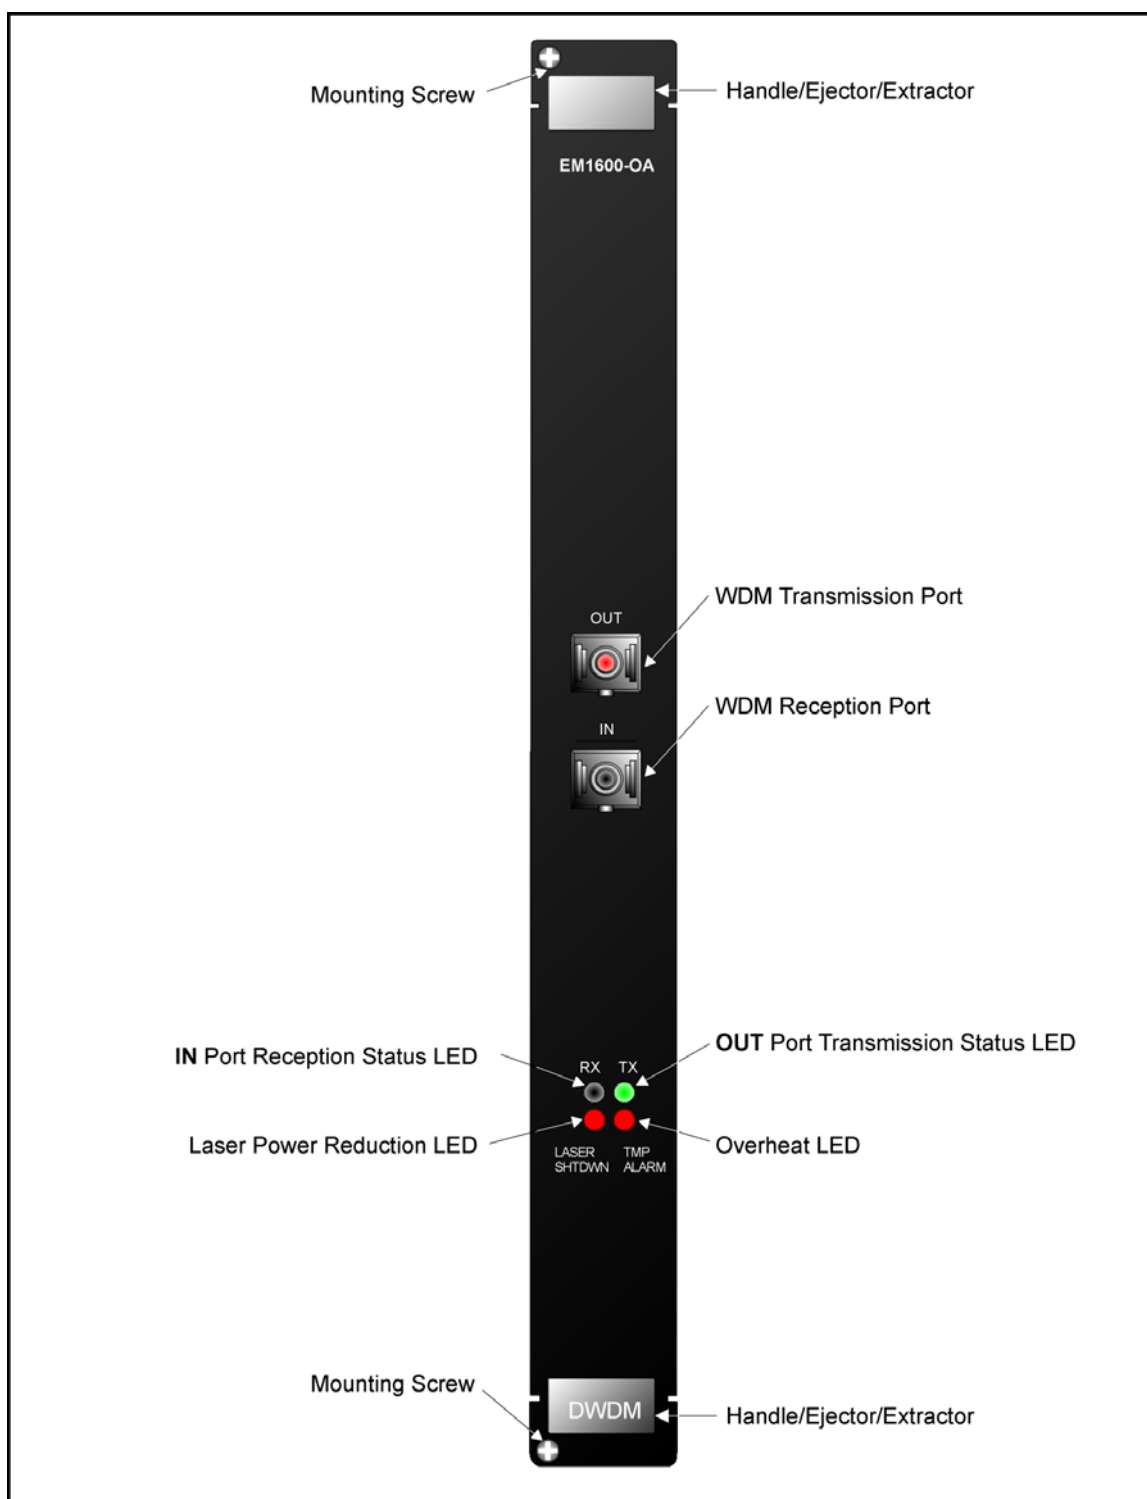 Mounting Screw
Handle/Ejector/Extractor
EM1600-OA
WDM Transmission Port
OUT
WDM Reception Port
IN
IN Port Reception Status LED
OUT Port Transmission Status LED
RX TX
Laser Power Reduction LED
Overheat LED
LASER TMP
SHTDWN ALARM
Mounting Screw
DWDM
Handle/Ejector/Extractor